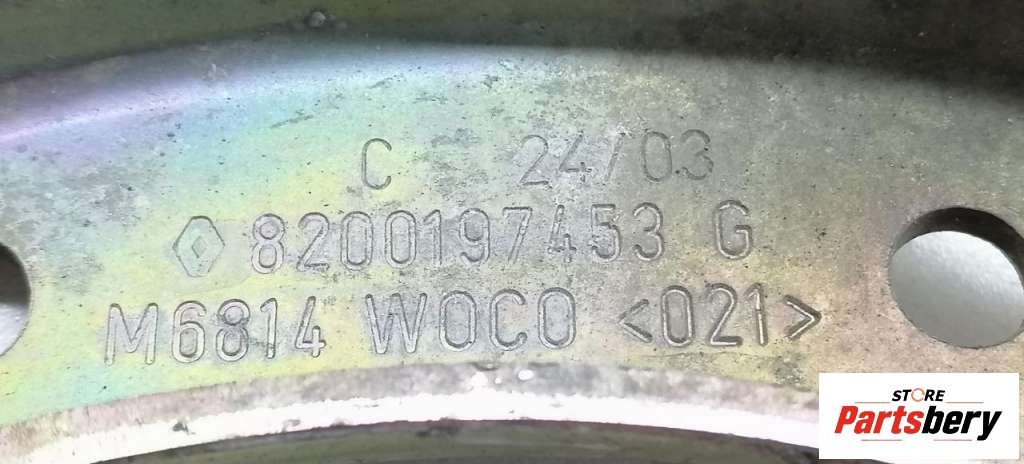 C 24/03
8200197453 G
M6814 WOCO <021>
STORE
Partsbery